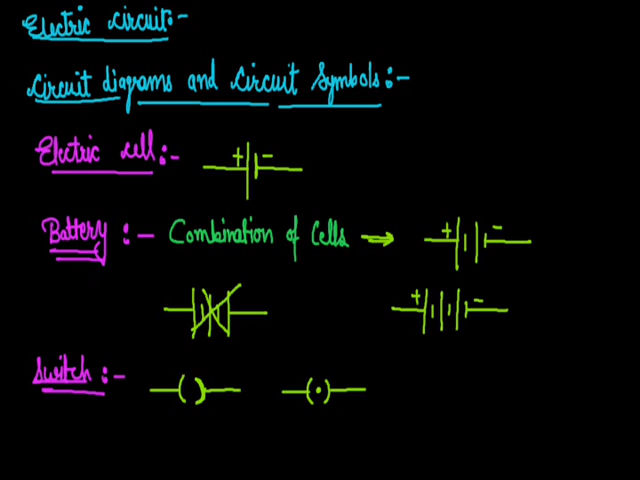 Electric circuit:-
Circuit diagrams and Circuit Symbols:-
Electric cell:-
+ -
Battery:- Combination of Cells →
+ -
+ -
Switch:-